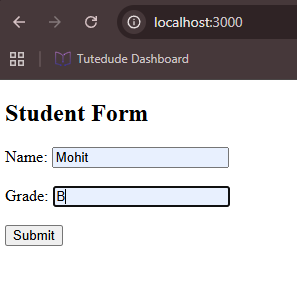 localhost:3000
Tutedude Dashboard
Student Form
Name: Mohit
Grade: B
Submit